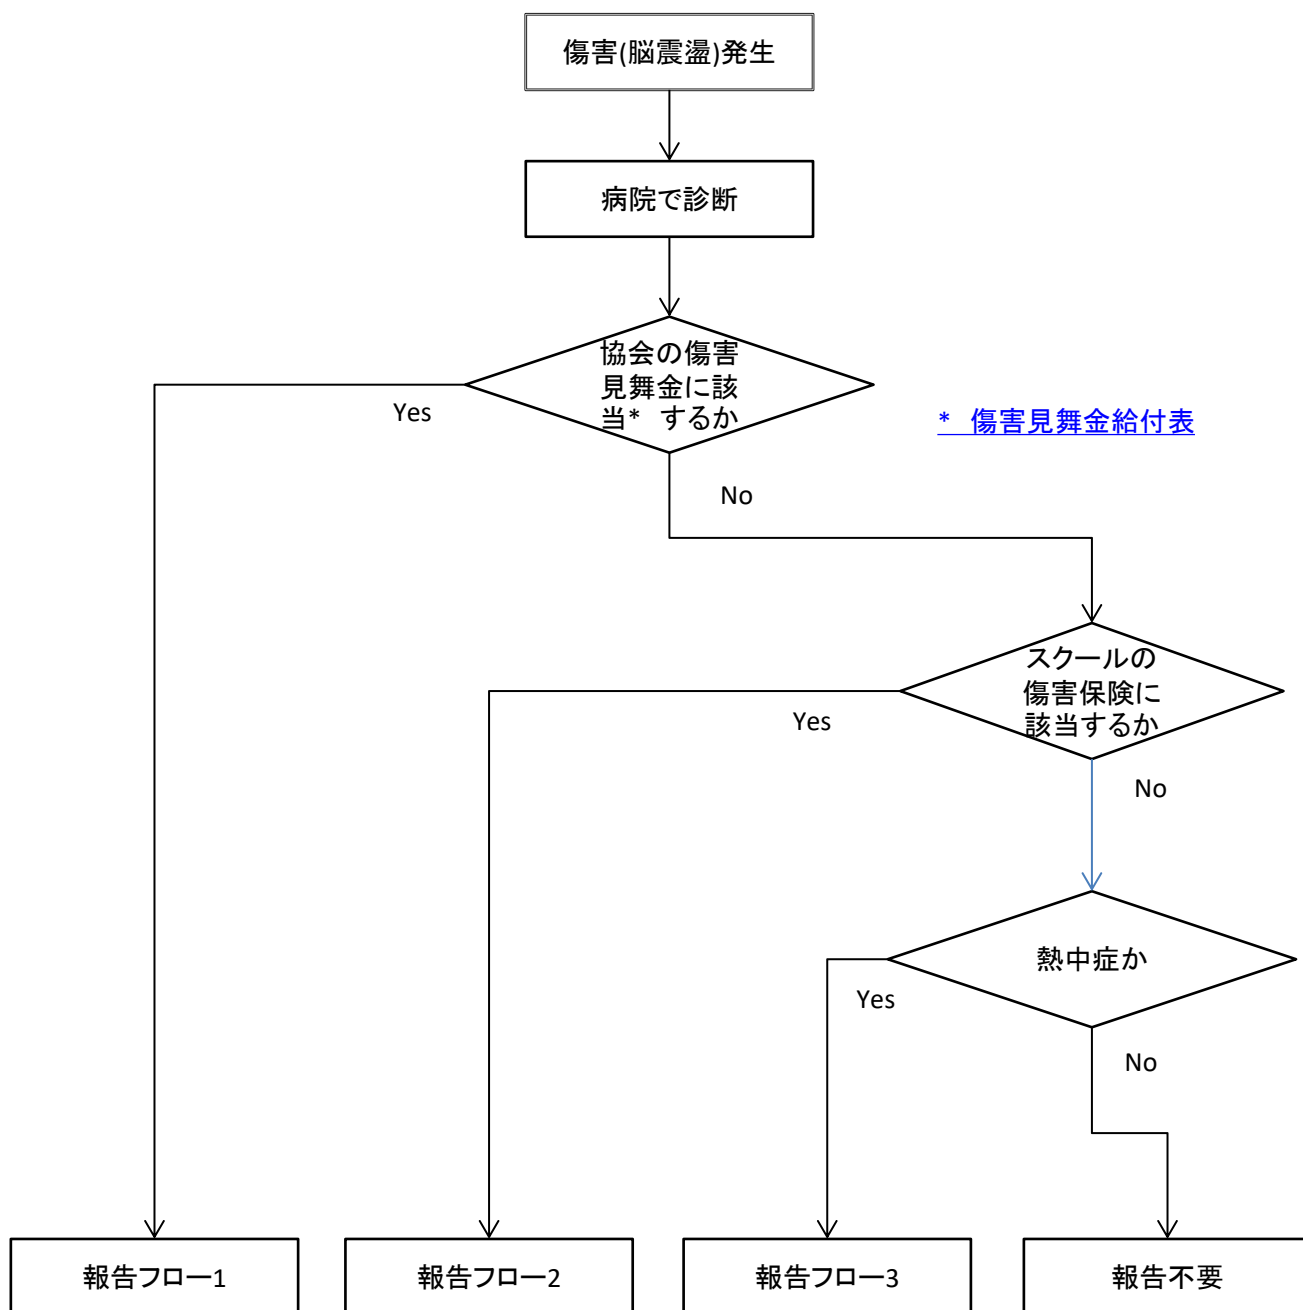 傷害(脳震盪)発生
病院で診断
協会の傷害
見舞金に該
当* するか
Yes
* 傷害見舞金給付表
No
スクールの
傷害保険に
該当するか
Yes
No
熱中症か
Yes
No
報告フロー1
報告フロー2
報告フロー3
報告不要